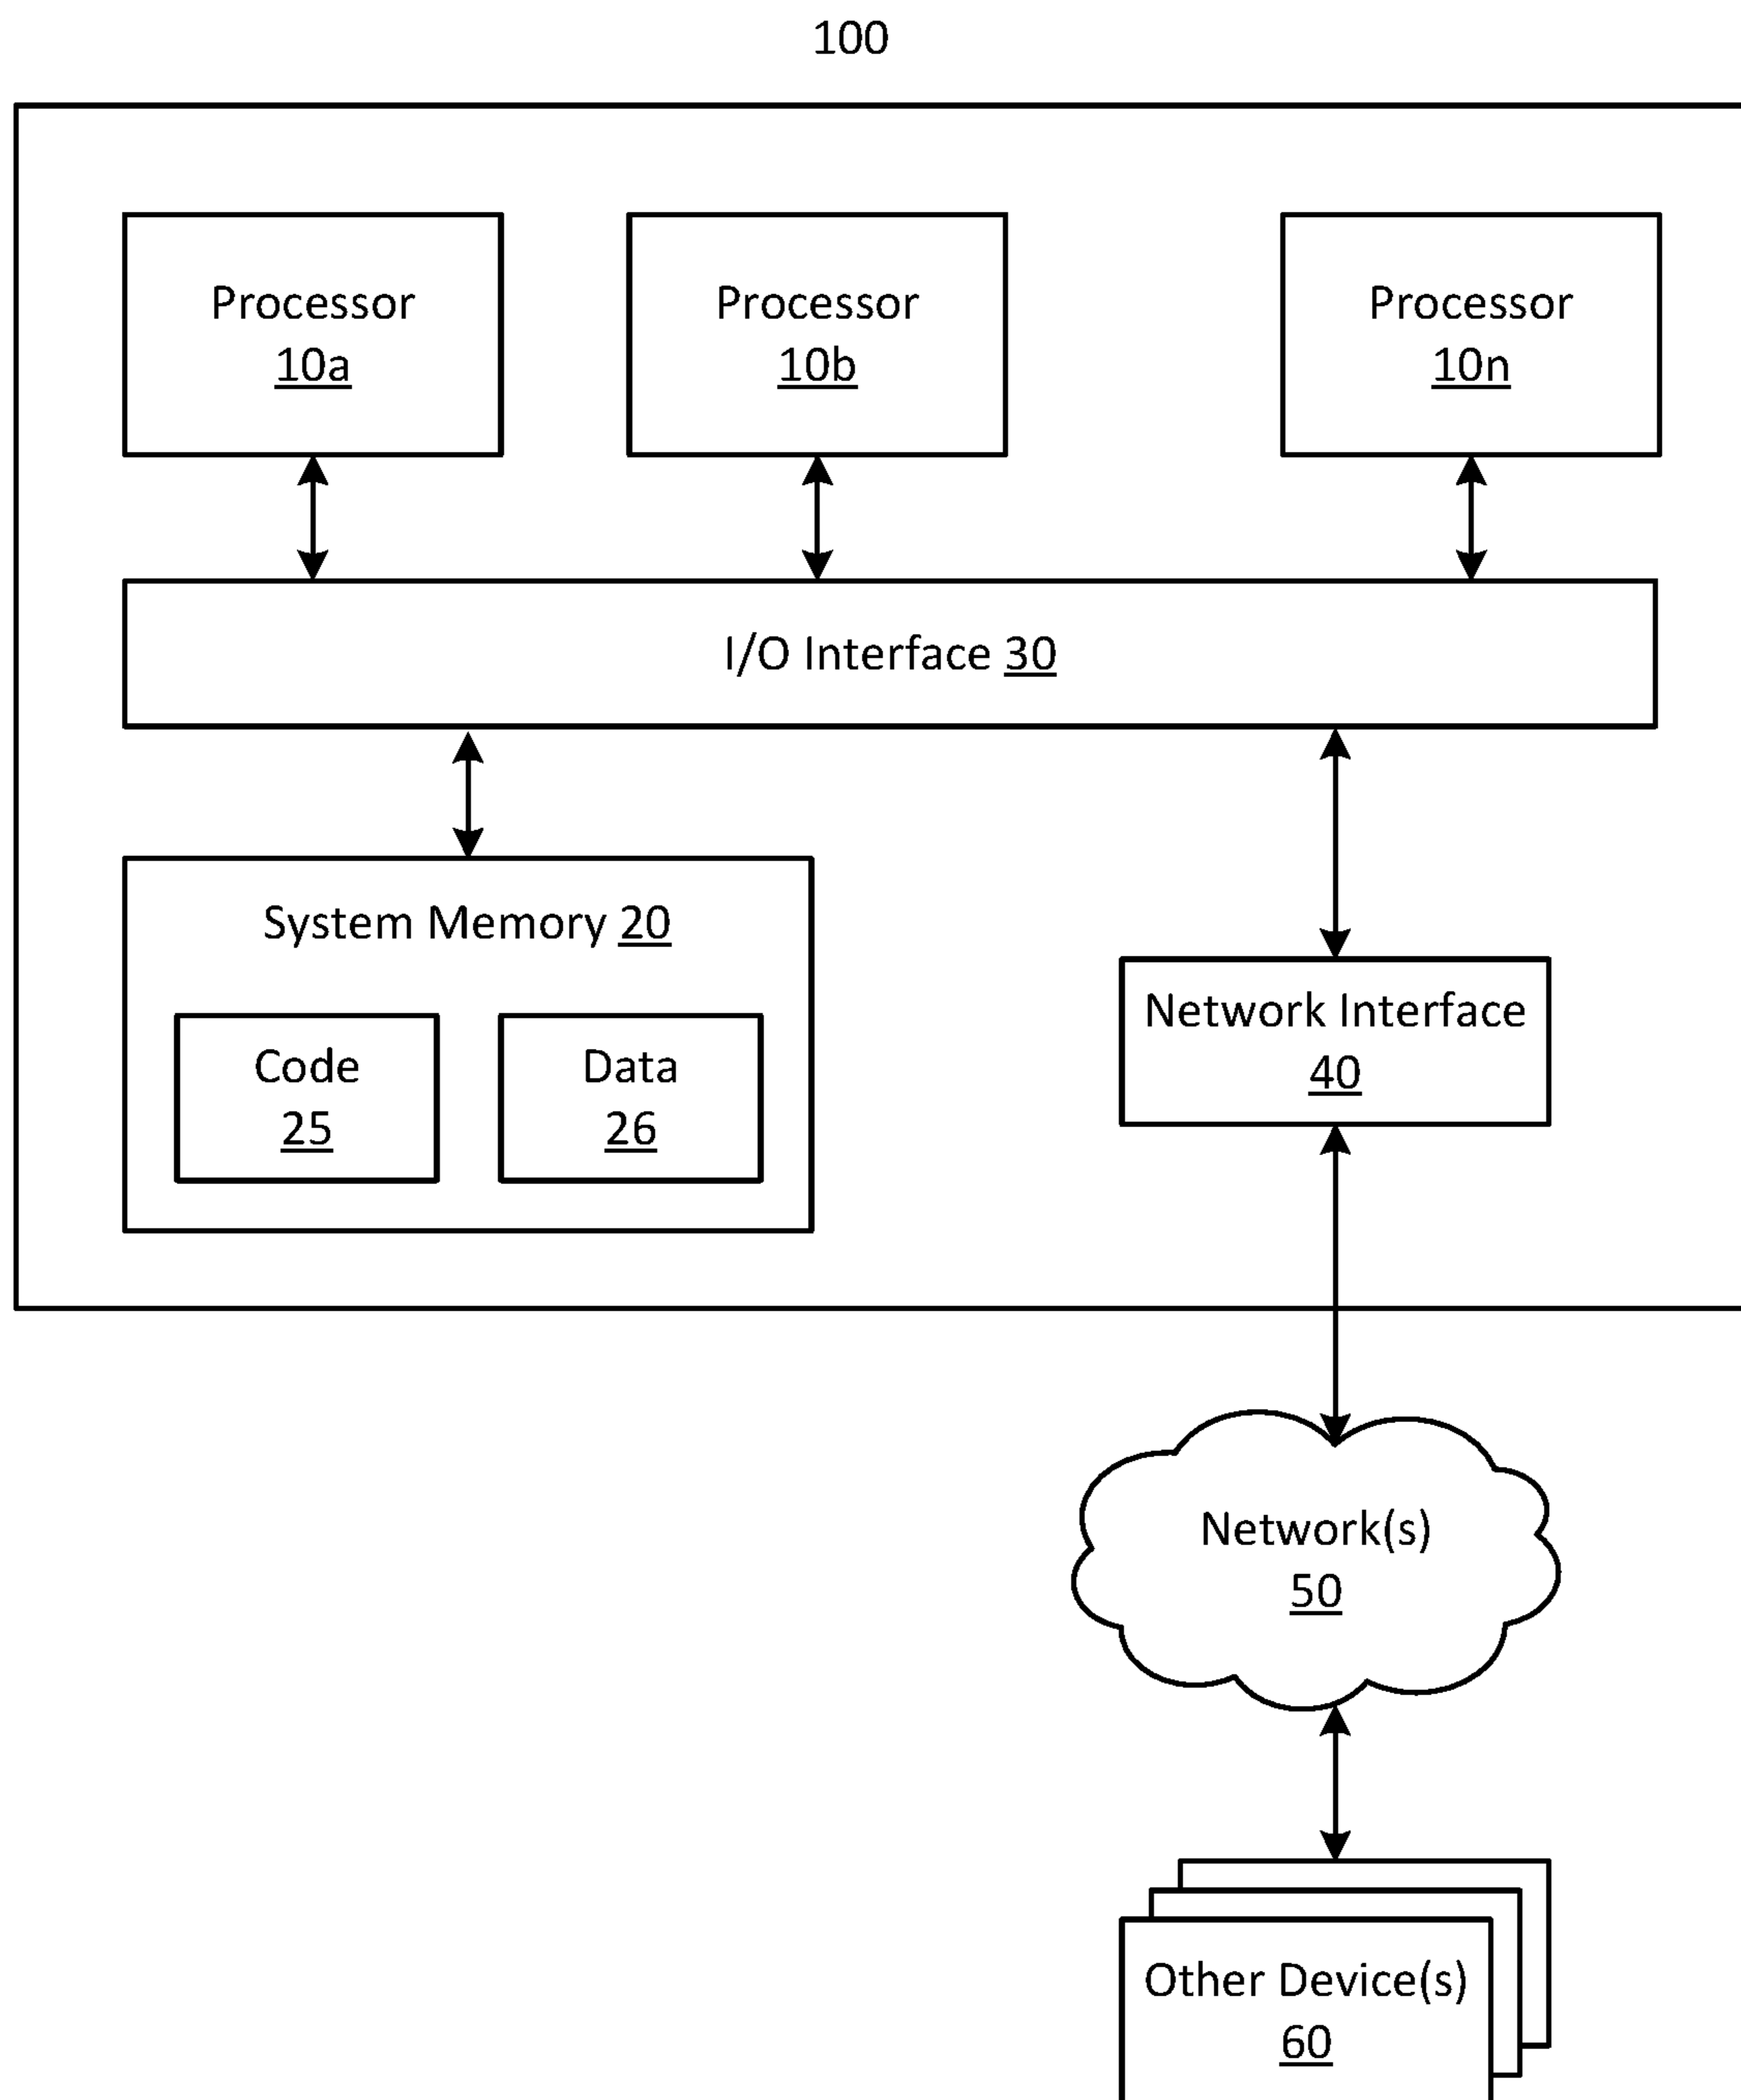 100
Processor
10a
Processor
10b
Processor
10n
I/O Interface 30
System Memory 20
Code
25
Data
26
Network Interface
40
Network(s)
50
Other Device(s)
60